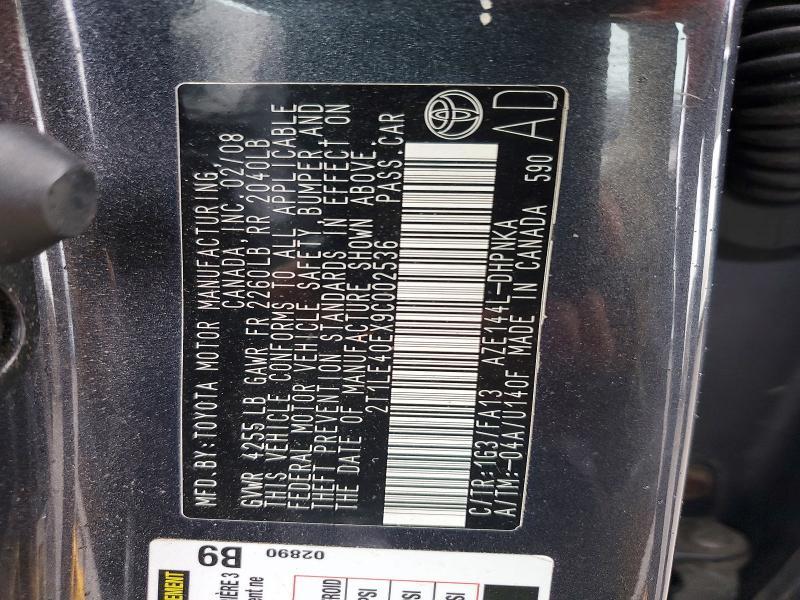 MFD. BY: TOYOTA MOTOR MANUFACTURING,
CANADA, INC. 02/08
GVWR 4255 LB GAWR FR 2260LB RR 2040LB
THIS VEHICLE CONFORMS TO ALL APPLICABLE
FEDERAL MOTOR VEHICLE SAFETY, BUMPER, AND
THEFT PREVENTION STANDARDS IN EFFECT ON
THE DATE OF MANUFACTURE SHOWN ABOVE.
2T1LE40EX9C002536 PASS. CAR
C/TR: 1G3/FA13 AZE144L-DHPNKA
A/TM: -04A/U140F MADE IN CANADA 590
AD
B9
02890